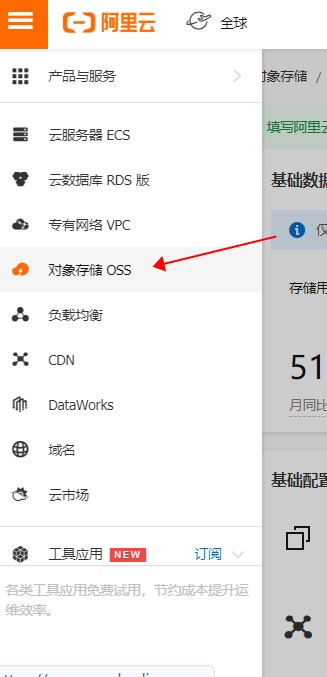 阿里云 全球
产品与服务
对象存储 /
云服务器 ECS
填写阿里云
云数据库 RDS 版
基础数据
专有网络 VPC
对象存储 OSS
存储用
负载均衡
CDN
51
DataWorks
月同比
域名
基础配置
云市场
工具应用 NEW 订阅
各类工具应用免费试用，节约成本提升运
维效率。